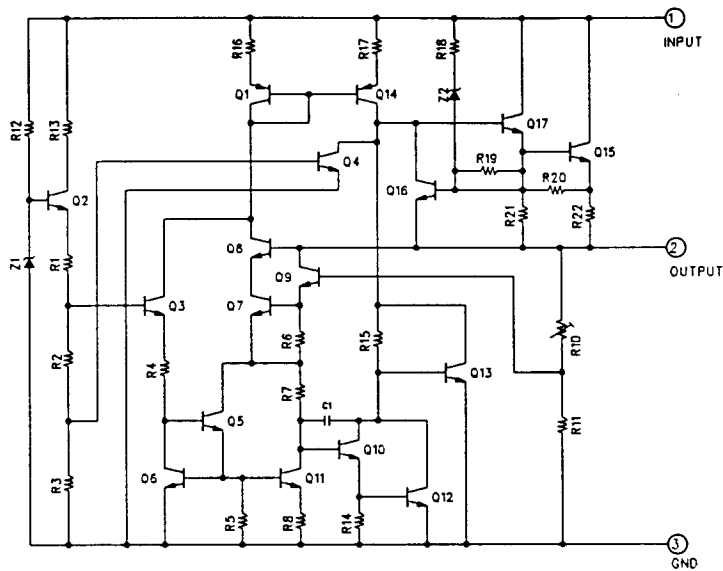 1
INPUT
R16
R17
R18
Q1
Q14
Z2
R12
R13
Q17
Q4
Q15
R19
Q2
Q16
R20
R21
R22
Z1
R1
Q8
2
OUTPUT
Q9
Q3
Q7
R10
R2
R6
R15
R4
Q13
R7
C1
Q5
R11
Q10
R3
Q6
Q11
Q12
R5
R8
R14
3
GND